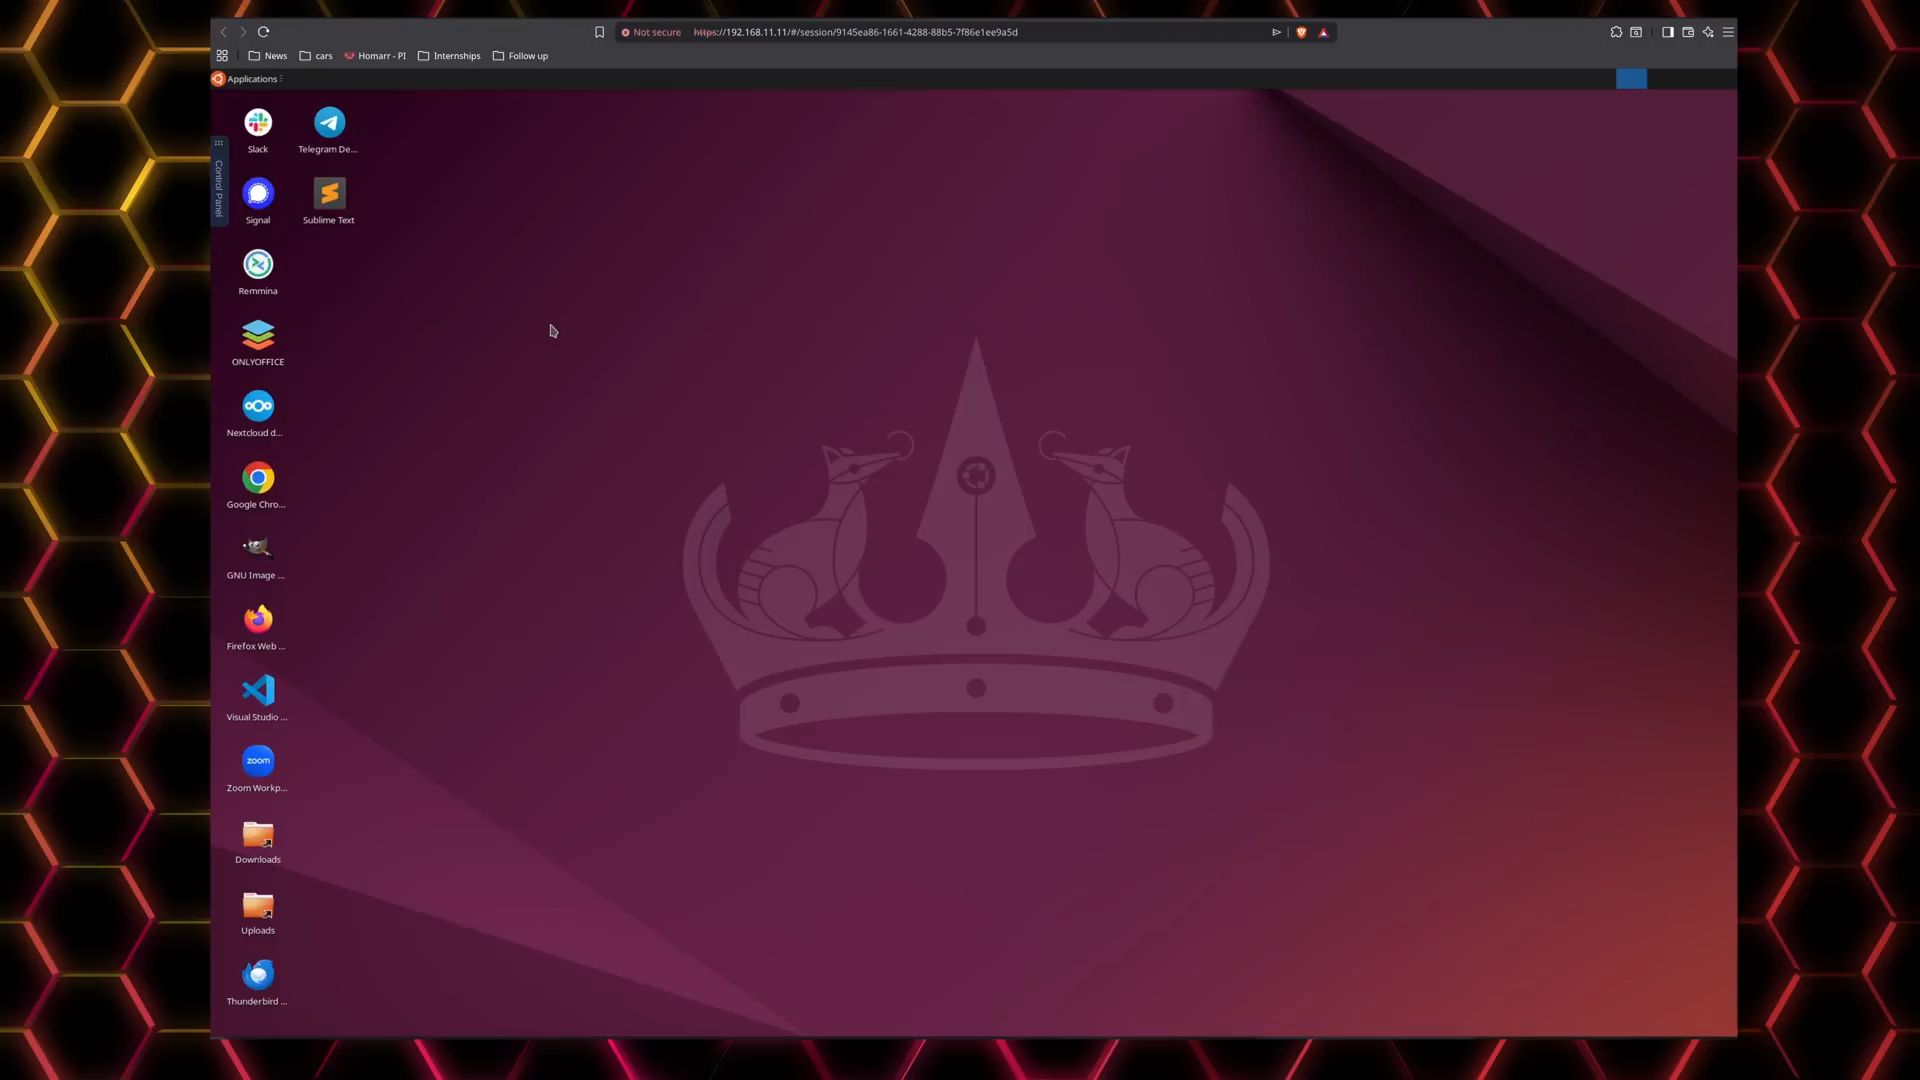 Not secure https://192.168.11.11/#/session/9145ea86-1661-4288-88b5-7f86e1ee9a5d
News cars Homarr - PI Internships Follow up
Applications
Control Panel
Slack Telegram De...
Signal Sublime Text
Remmina
ONLYOFFICE
Nextcloud d...
Google Chro...
GNU Image ...
Firefox Web ...
Visual Studio ...
zoom
Zoom Workp...
Downloads
Uploads
Thunderbird ...